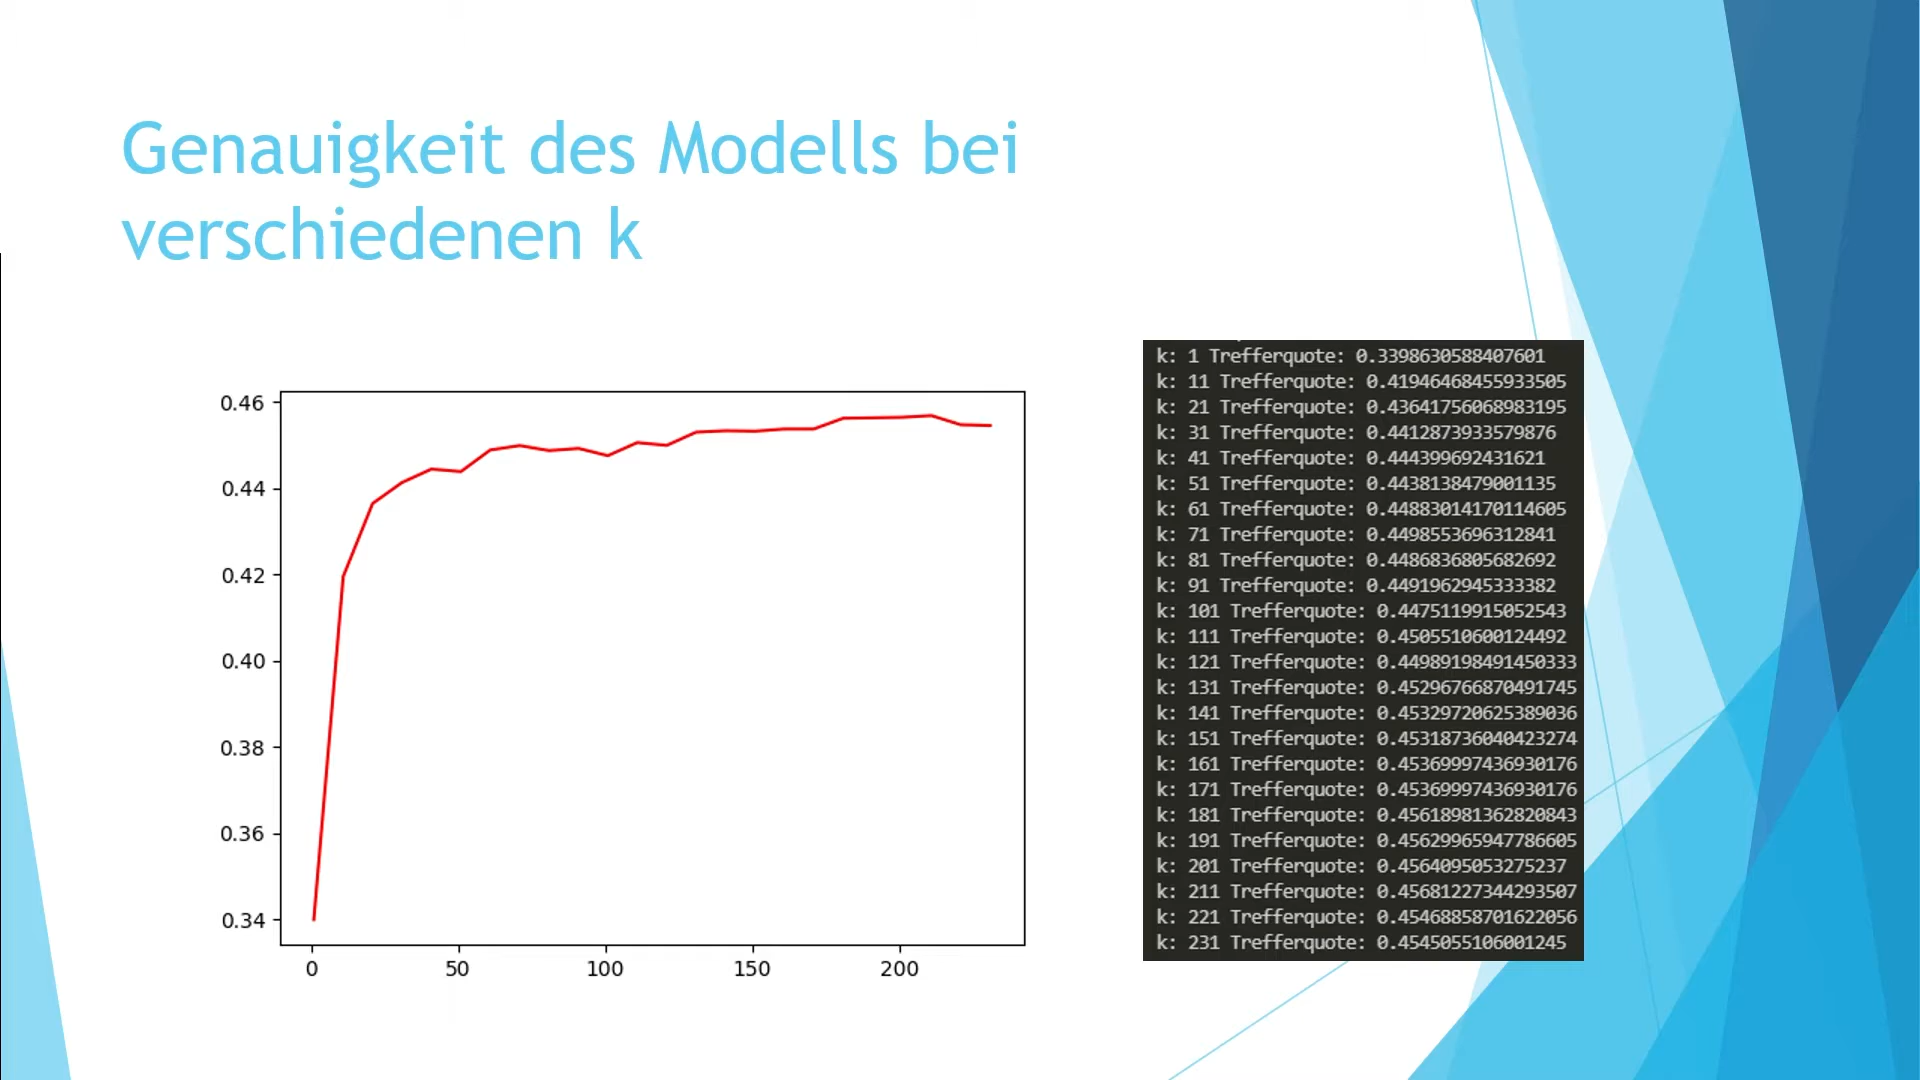 Genauigkeit des Modells bei
verschiedenen k
0.46
0.44
0.42
0.40
0.38
0.36
0.34
0 50 100 150 200
k: 1 Trefferquote: 0.3398630588407601
k: 11 Trefferquote: 0.41946468455933505
k: 21 Trefferquote: 0.43641756068983195
k: 31 Trefferquote: 0.4412873933579876
k: 41 Trefferquote: 0.444399692431621
k: 51 Trefferquote: 0.4438138479001135
k: 61 Trefferquote: 0.44883014170114605
k: 71 Trefferquote: 0.4498553696312841
k: 81 Trefferquote: 0.4486836805682692
k: 91 Trefferquote: 0.4491962945333382
k: 101 Trefferquote: 0.4475119915052543
k: 111 Trefferquote: 0.4505510600124492
k: 121 Trefferquote: 0.44989198491450333
k: 131 Trefferquote: 0.45296766870491745
k: 141 Trefferquote: 0.45329720625389036
k: 151 Trefferquote: 0.45318736040423274
k: 161 Trefferquote: 0.45369997436930176
k: 171 Trefferquote: 0.45369997436930176
k: 181 Trefferquote: 0.45618981362820843
k: 191 Trefferquote: 0.45629965947786605
k: 201 Trefferquote: 0.4564095053275237
k: 211 Trefferquote: 0.45681227344293507
k: 221 Trefferquote: 0.45468858701622056
k: 231 Trefferquote: 0.4545055106001245